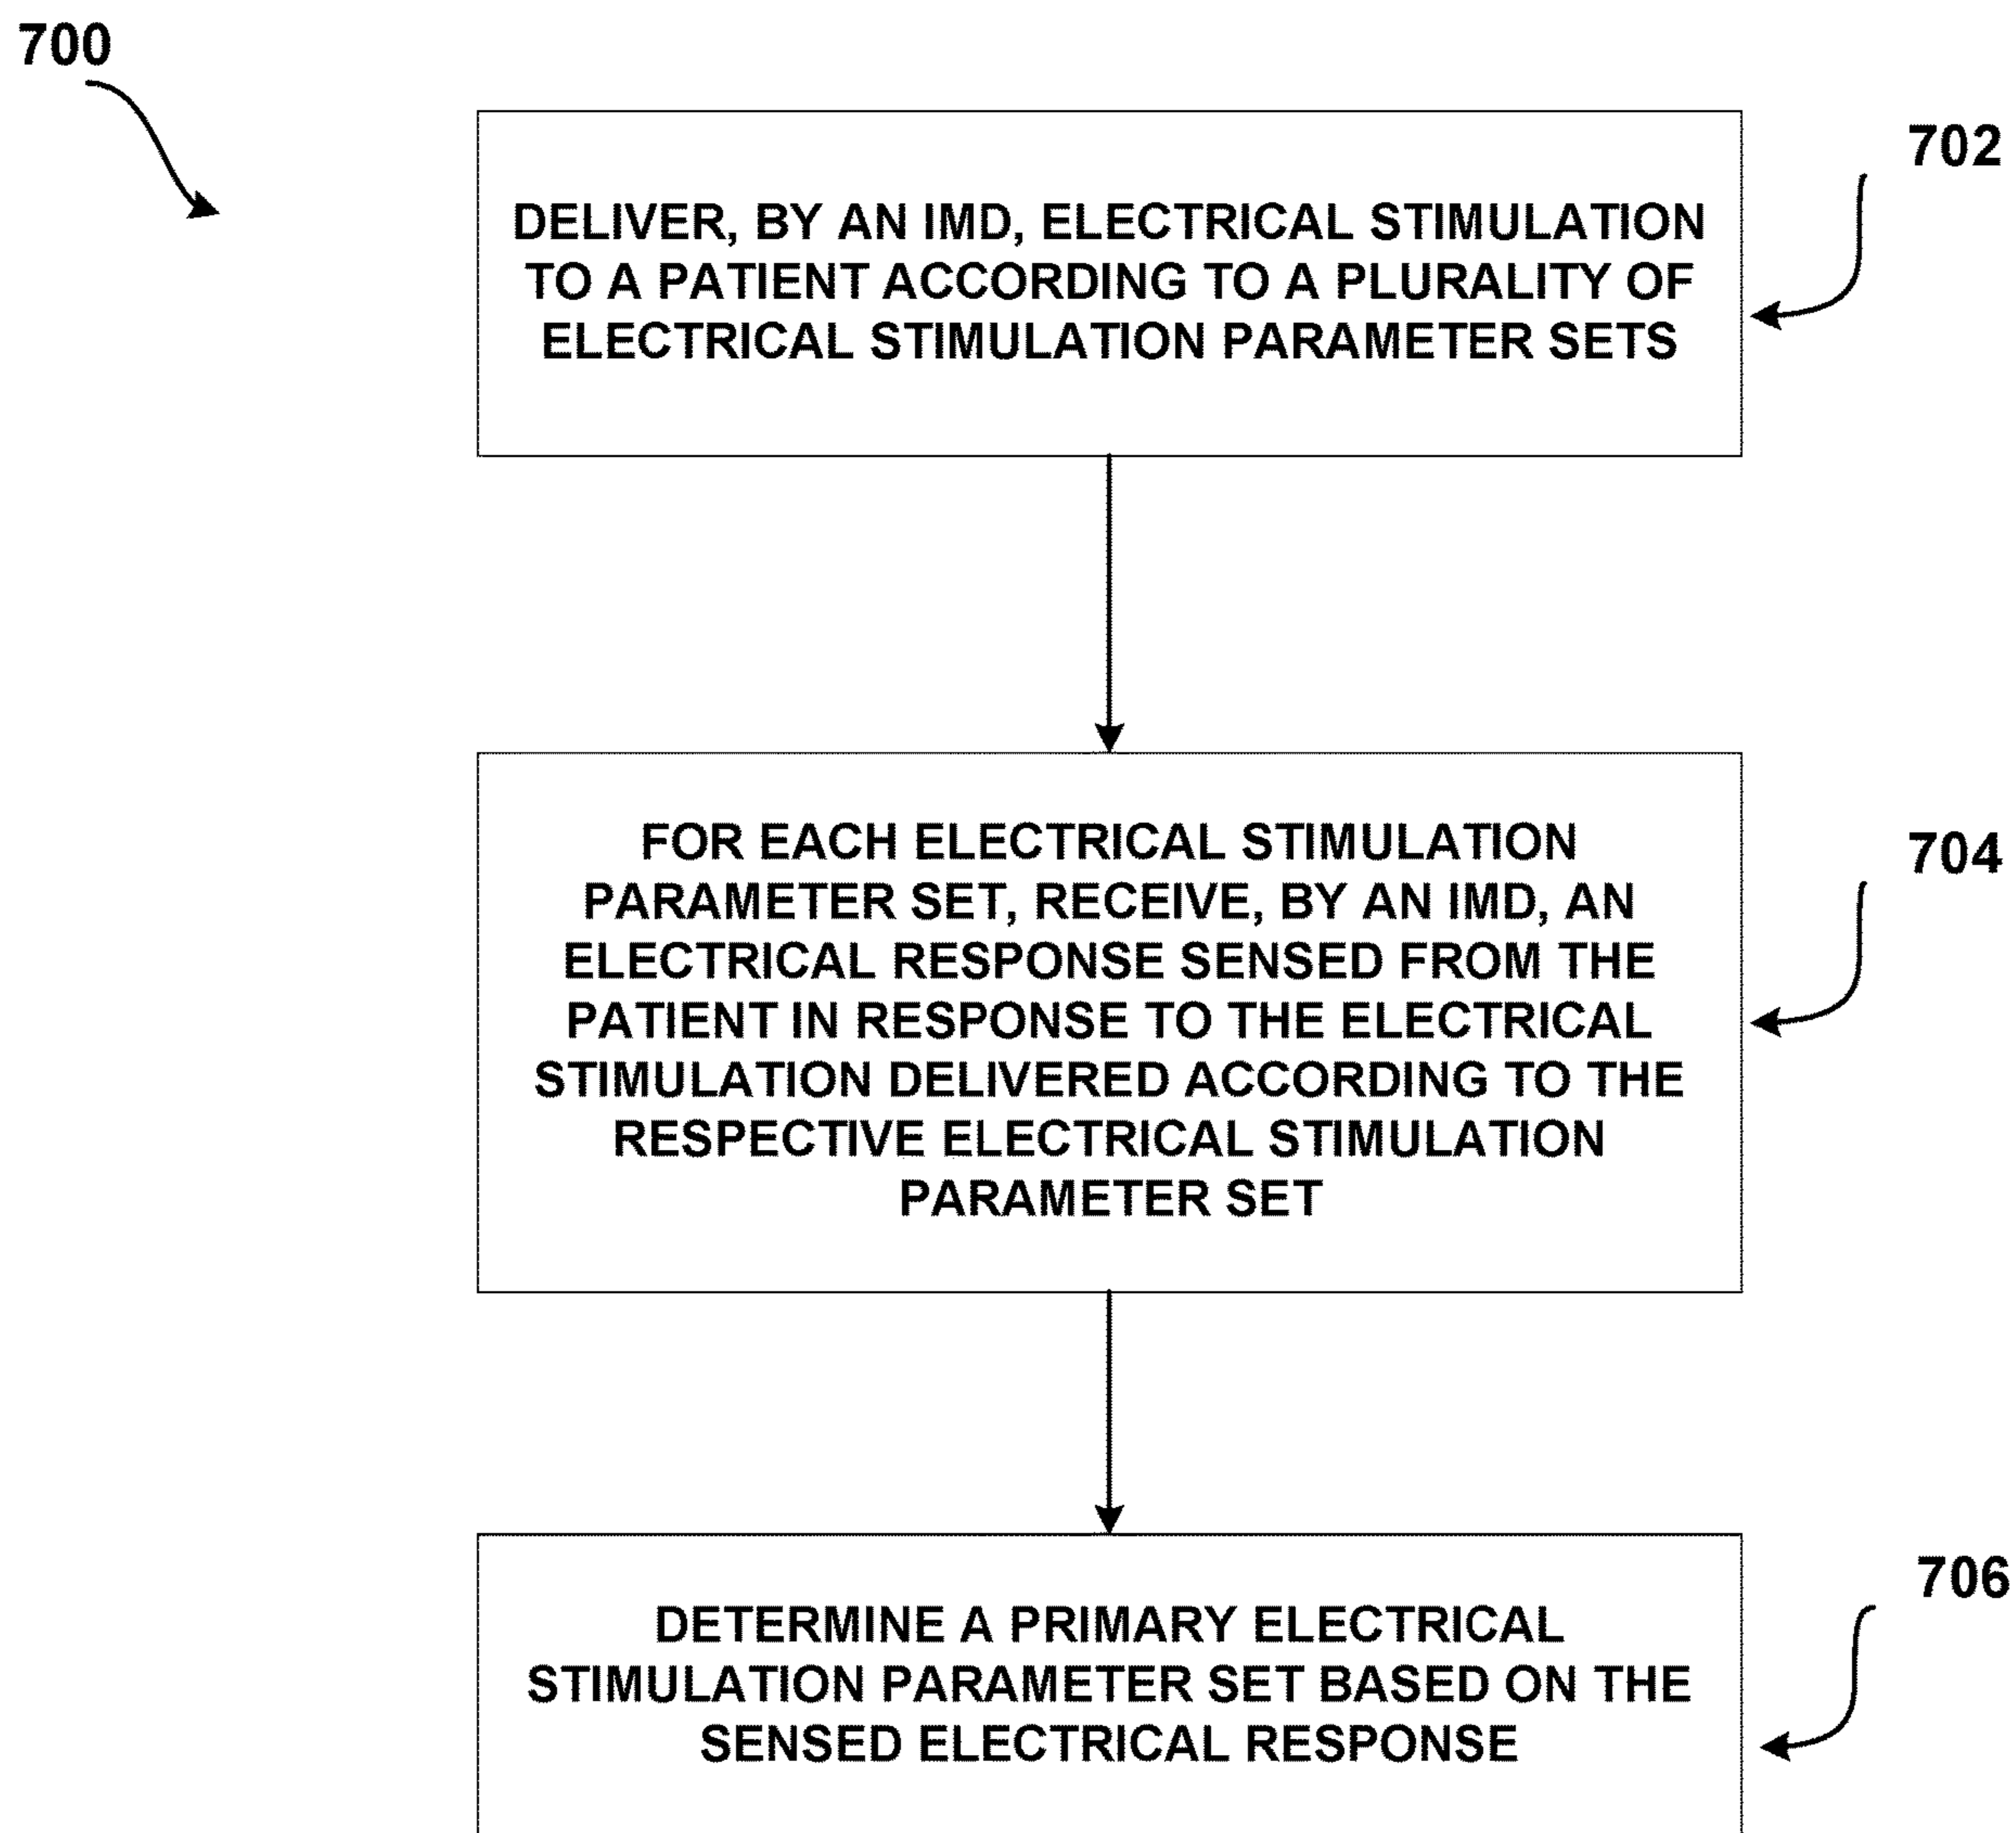 700
702
DELIVER, BY AN IMD, ELECTRICAL STIMULATION
TO A PATIENT ACCORDING TO A PLURALITY OF
ELECTRICAL STIMULATION PARAMETER SETS
704
FOR EACH ELECTRICAL STIMULATION
PARAMETER SET, RECEIVE, BY AN IMD, AN
ELECTRICAL RESPONSE SENSED FROM THE
PATIENT IN RESPONSE TO THE ELECTRICAL
STIMULATION DELIVERED ACCORDING TO THE
RESPECTIVE ELECTRICAL STIMULATION
PARAMETER SET
706
DETERMINE A PRIMARY ELECTRICAL
STIMULATION PARAMETER SET BASED ON THE
SENSED ELECTRICAL RESPONSE